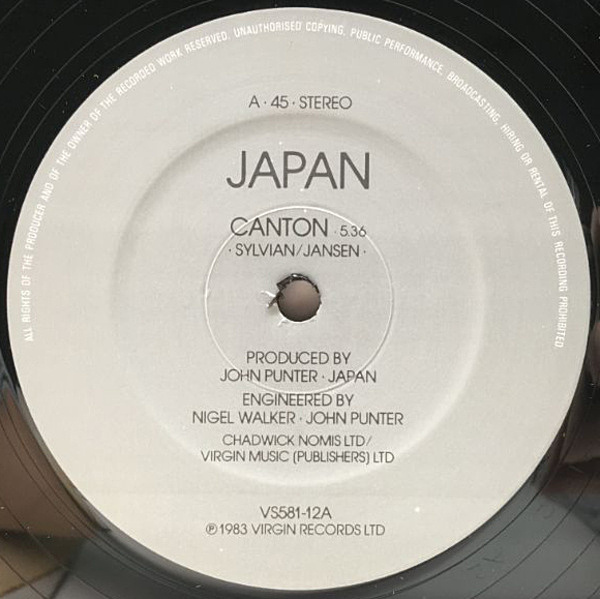 ALL RIGHTS OF THE PRODUCER AND OF THE OWNER OF THE RECORDED WORK RESERVED. UNAUTHORISED COPYING, PUBLIC PERFORMANCE, BROADCASTING, HIRING OR RENTAL OF THIS RECORDING PROHIBITED
A · 45 · STEREO
JAPAN
CANTON · 5.36
· SYLVIAN/JANSEN ·
PRODUCED BY
JOHN PUNTER · JAPAN
ENGINEERED BY
NIGEL WALKER · JOHN PUNTER
CHADWICK NOMIS LTD/
VIRGIN MUSIC (PUBLISHERS) LTD
VS581-12A
℗ 1983 VIRGIN RECORDS LTD